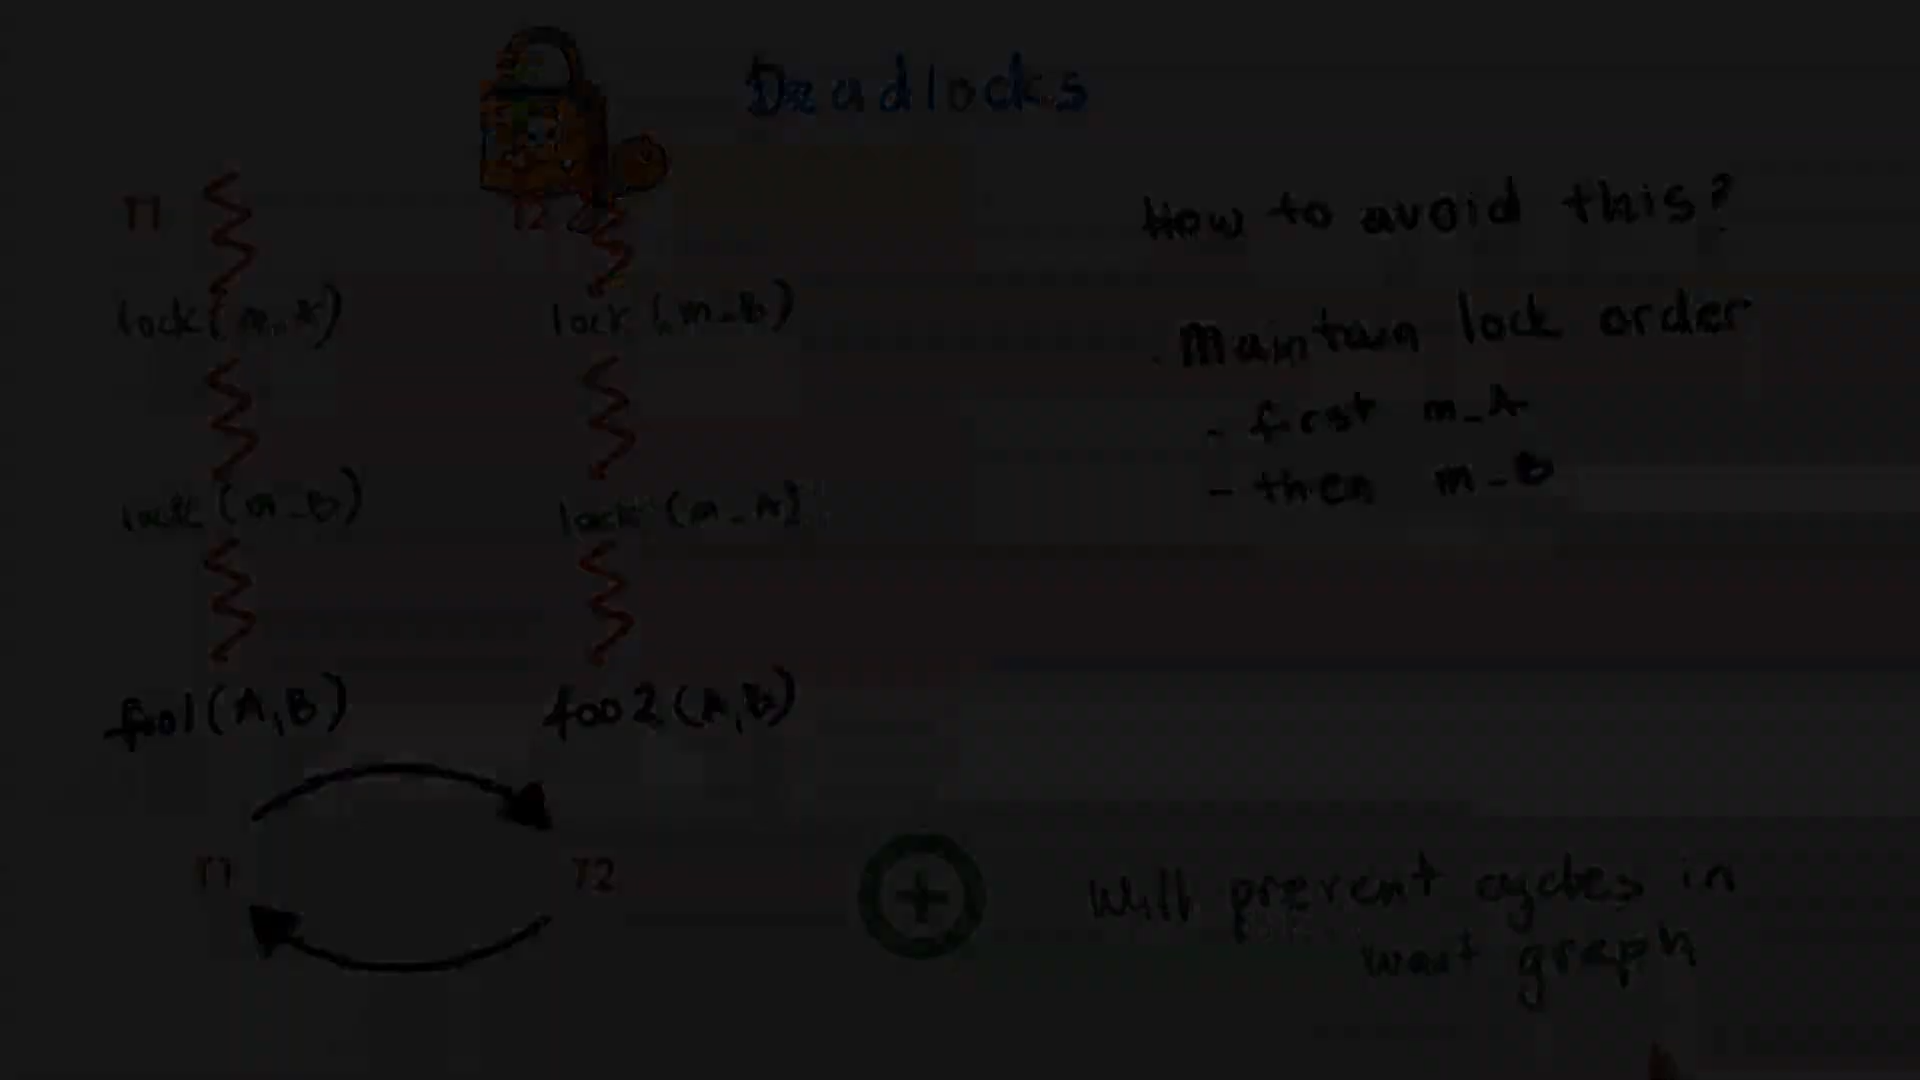 Deadlocks
T1
T2
lock(m_A)
lock(m_B)
lock(m_B)
lock(m_A)
foo1(A,B)
foo2(A,B)
T1
T2
How to avoid this?
. Maintain lock order
- first m_A
- then m_B
+
Will prevent cycles in
wait graph